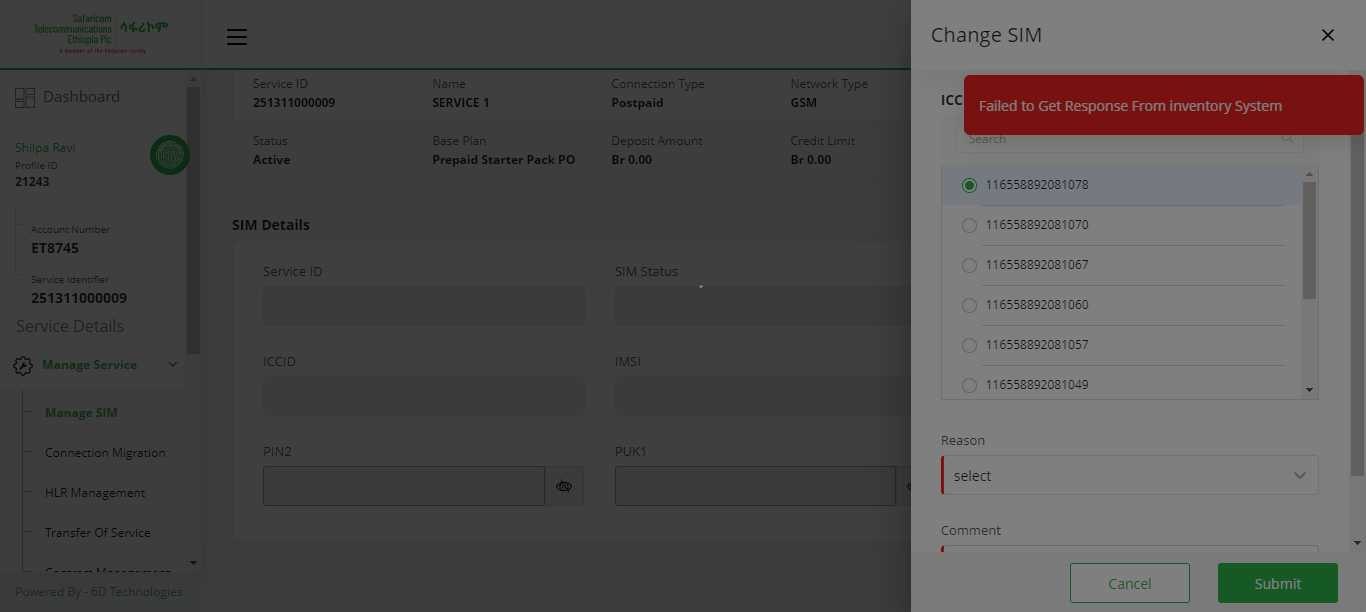 Safaricom
Telecommunications
Ethiopia Plc
ሳፋሪኮም
A member of the Vodacom family
Dashboard
Shilpa Ravi
Profile ID
21243
Account Number
ET8745
Service Identifier
251311000009
Service Details
Manage Service
Manage SIM
Connection Migration
HLR Management
Transfer Of Service
Contract Management
Powered By - 6D Technologies
Service ID
251311000009
Name
SERVICE 1
Connection Type
Postpaid
Network Type
GSM
Status
Active
Base Plan
Prepaid Starter Pack PO
Deposit Amount
Br 0.00
Credit Limit
Br 0.00
SIM Details
Service ID
SIM Status
ICCID
IMSI
PIN2
PUK1
Change SIM
ICC
Failed to Get Response From inventory System
Search
116558892081078
116558892081070
116558892081067
116558892081060
116558892081057
116558892081049
Reason
select
Comment
Cancel
Submit